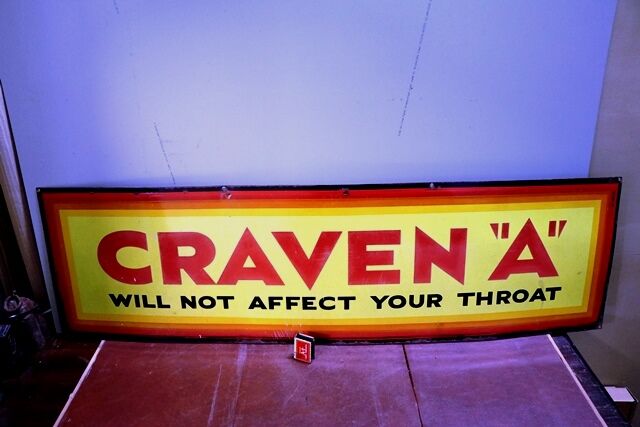 CRAVEN "A"
WILL NOT AFFECT YOUR THROAT